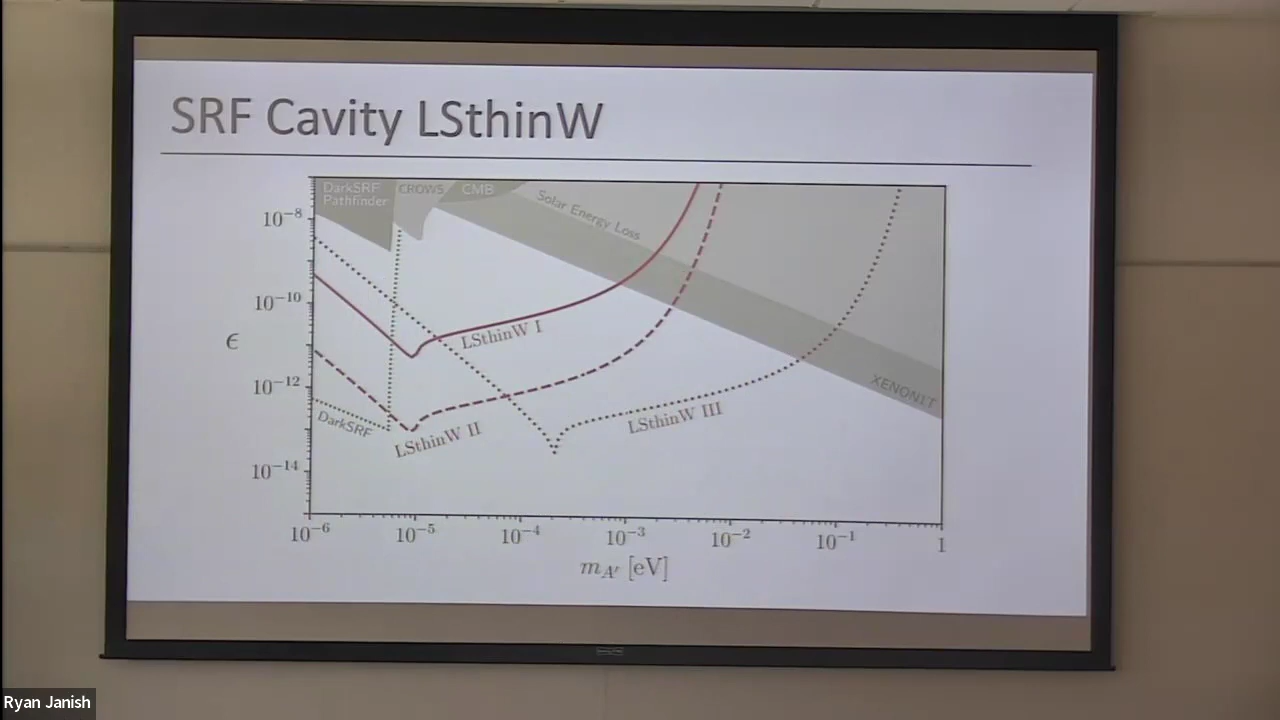 SRF Cavity LSthinW
DarkSRF
Pathfinder
CROWS
CMB
Solar Energy Loss
10⁻⁸
10⁻¹⁰
ϵ
LSthinW I
10⁻¹²
XENON1T
DarkSRF
LSthinW II
LSthinW III
10⁻¹⁴
10⁻⁶ 10⁻⁵ 10⁻⁴ 10⁻³ 10⁻² 10⁻¹ 1
m_A′ [eV]
Ryan Janish